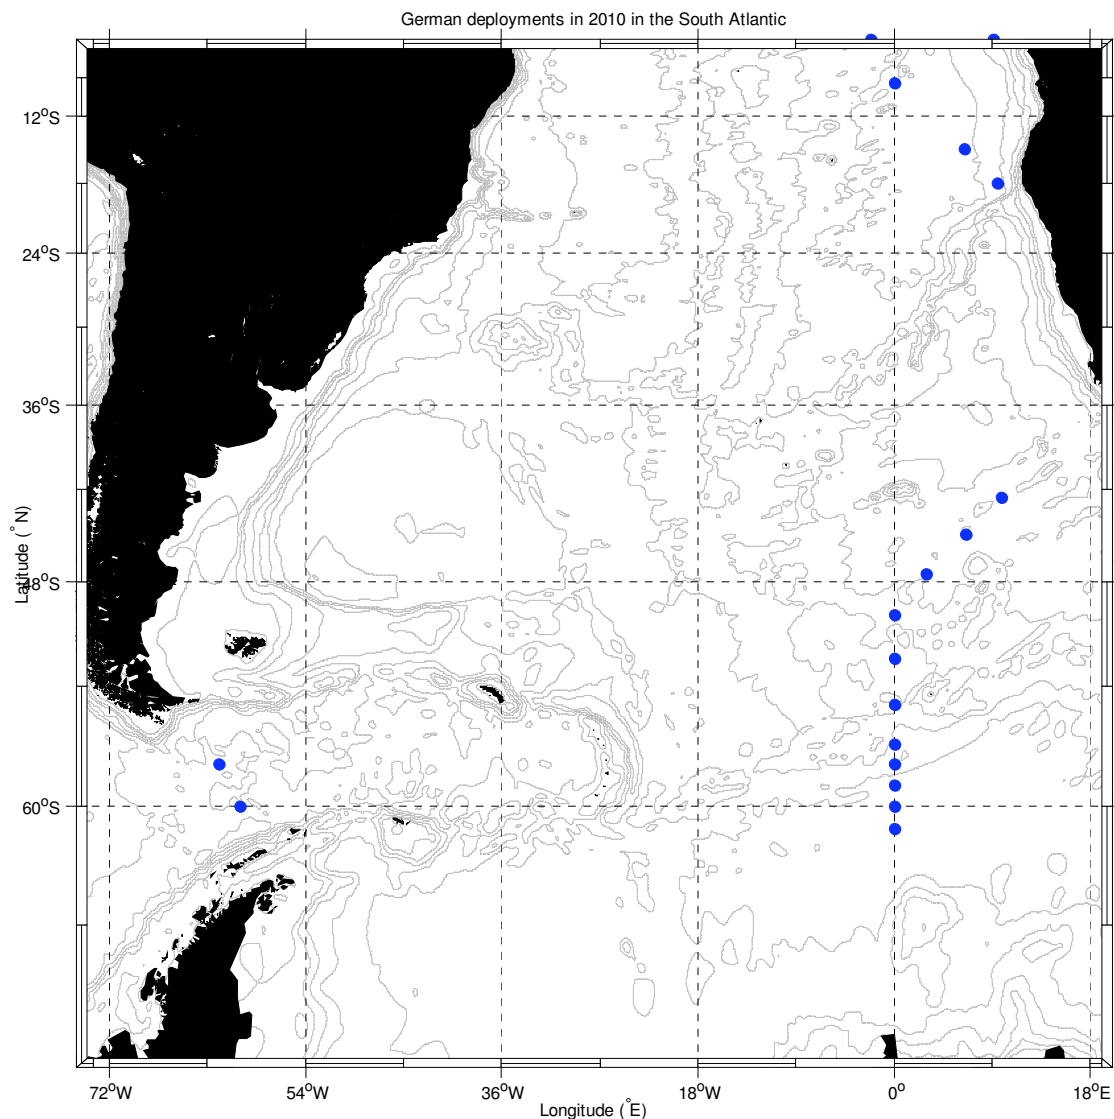 German deployments in 2010 in the South Atlantic
12°S
24°S
36°S
48°S
60°S
Latitude (°N)
72°W
54°W
36°W
18°W
0°
18°E
Longitude (°E)